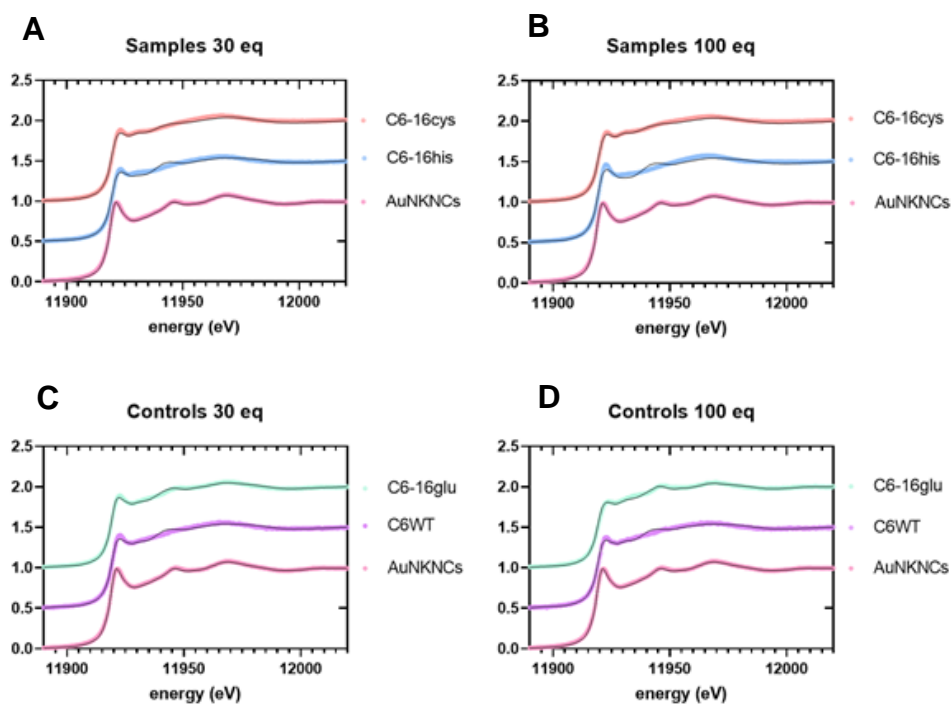 A
Samples 30 eq
2.5
2.0
1.5
1.0
0.5
0.0
11900 11950 12000
energy (eV)
C6-16cys
C6-16his
AuNKNCs
B
Samples 100 eq
2.5
2.0
1.5
1.0
0.5
0.0
11900 11950 12000
energy (eV)
C6-16cys
C6-16his
AuNKNCs
C
Controls 30 eq
2.5
2.0
1.5
1.0
0.5
0.0
11900 11950 12000
energy (eV)
C6-16glu
C6WT
AuNKNCs
D
Controls 100 eq
2.5
2.0
1.5
1.0
0.5
0.0
11900 11950 12000
energy (eV)
C6-16glu
C6WT
AuNKNCs